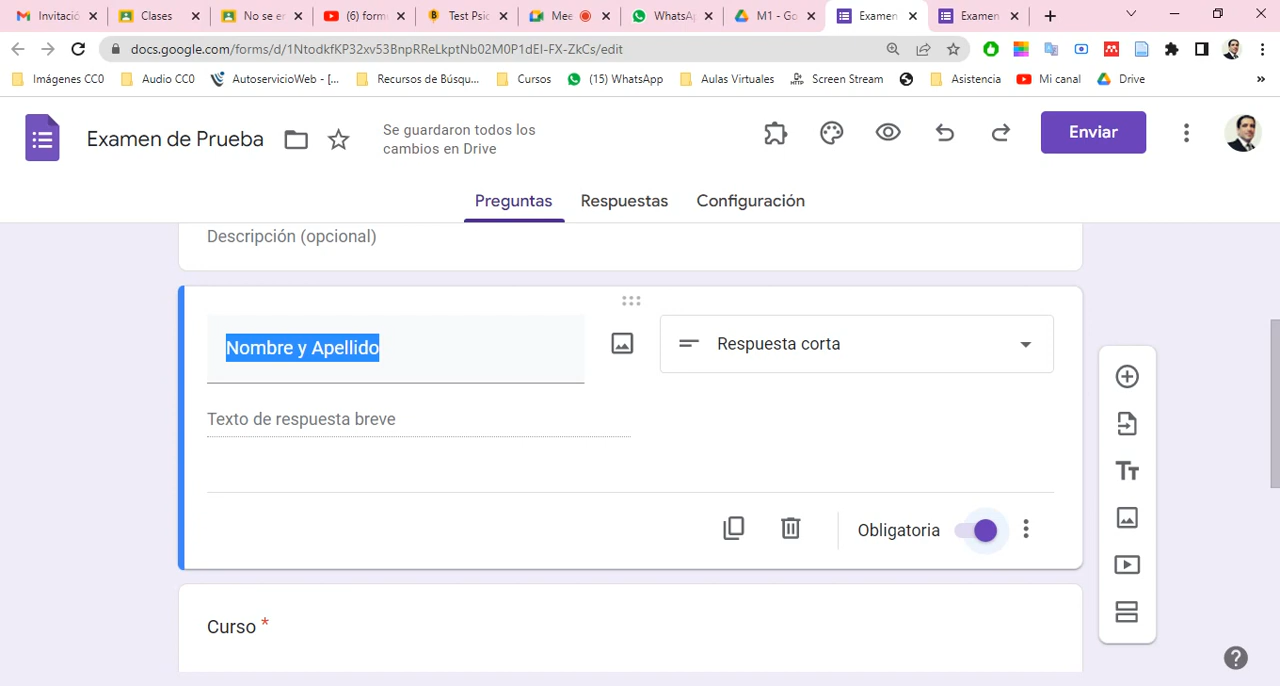 Invitació
Clases
No se er
(6) form
Test Psic
Mee
WhatsA
M1 - Go
Examen
Examen
docs.google.com/forms/d/1NtodkfKP32xv53BnpRReLkptNb02M0P1dEI-FX-ZkCs/edit
Imágenes CC0
Audio CC0
AutoservicioWeb - [...
Recursos de Búsqu...
Cursos
(15) WhatsApp
Aulas Virtuales
Screen Stream
Asistencia
Mi canal
Drive
»
Examen de Prueba
Se guardaron todos los
cambios en Drive
Enviar
Preguntas
Respuestas
Configuración
Descripción (opcional)
Nombre y Apellido
Respuesta corta
Texto de respuesta breve
Obligatoria
Tт
Curso *